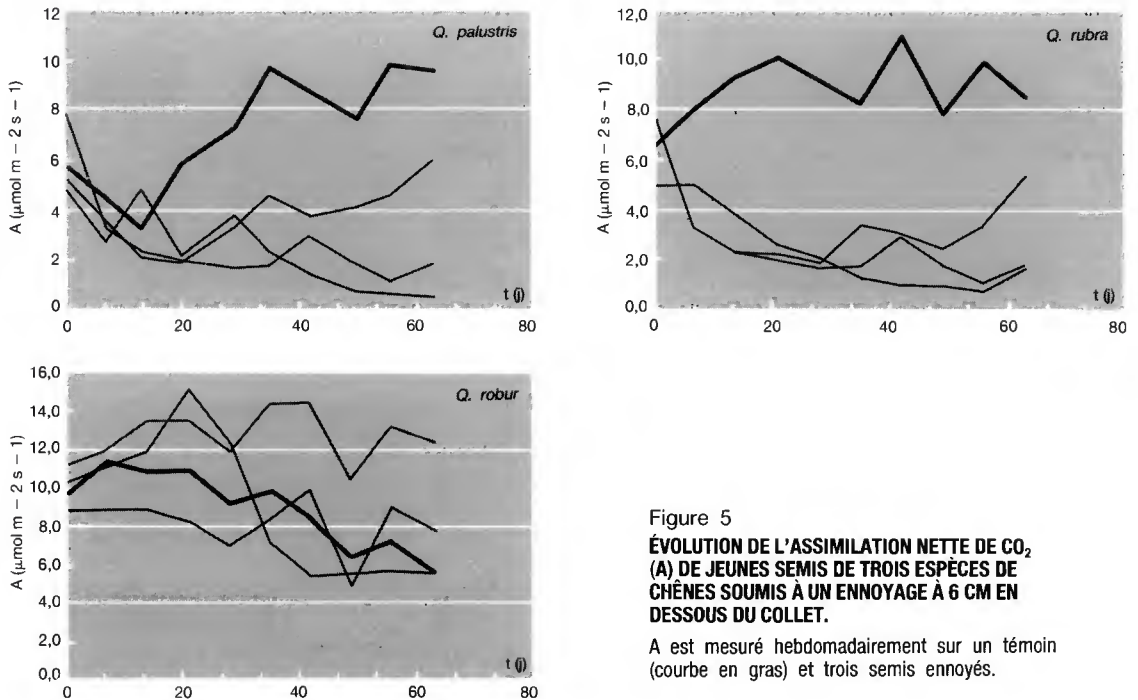 12
10
8
6
4
2
0
A (µmol m – 2 s – 1)
Q. palustris
t (j)
0 20 40 60 80
12,0
10,0
8,0
6,0
4,0
2,0
0,0
A (µmol m – 2 s – 1)
Q. rubra
t (j)
0 20 40 60 80
16,0
14,0
12,0
10,0
8,0
6,0
4,0
2,0
0,0
A (µmol m – 2 s – 1)
Q. robur
t (j)
0 20 40 60 80
Figure 5
ÉVOLUTION DE L'ASSIMILATION NETTE DE CO₂
(A) DE JEUNES SEMIS DE TROIS ESPÈCES DE
CHÊNES SOUMIS À UN ENNOYAGE À 6 CM EN
DESSOUS DU COLLET.
A est mesuré hebdomadairement sur un témoin
(courbe en gras) et trois semis ennoyés.